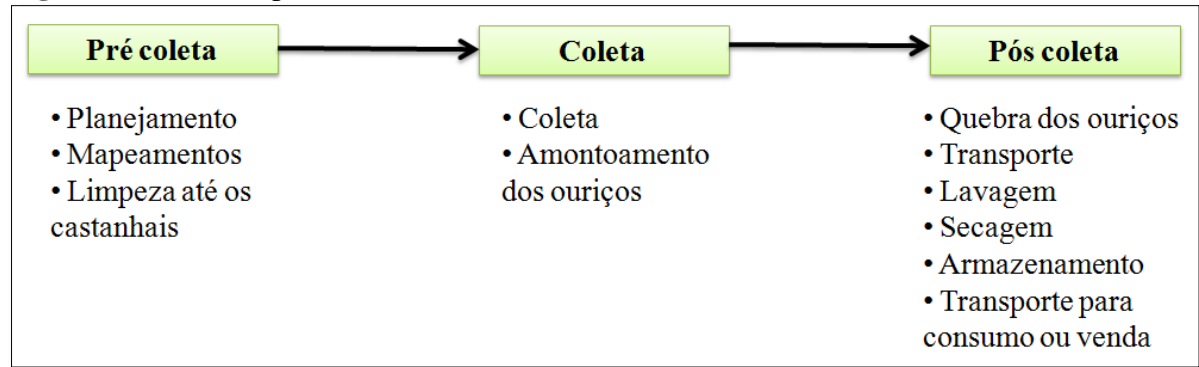 Pré coleta
Coleta
Pós coleta
• Planejamento
• Mapeamentos
• Limpeza até os
castanhais
• Coleta
• Amontoamento
dos ouriços
• Quebra dos ouriços
• Transporte
• Lavagem
• Secagem
• Armazenamento
• Transporte para
consumo ou venda